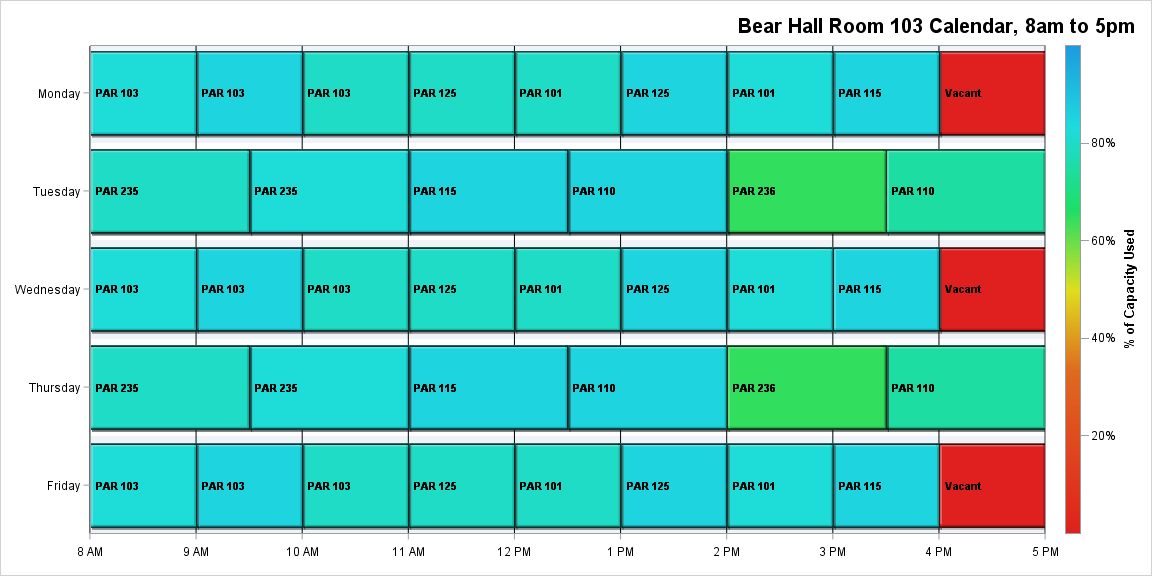 Bear Hall Room 103 Calendar, 8am to 5pm
Monday PAR 103 PAR 103 PAR 103 PAR 125 PAR 101 PAR 125 PAR 101 PAR 115 Vacant
Tuesday PAR 235 PAR 235 PAR 115 PAR 110 PAR 236 PAR 110
Wednesday PAR 103 PAR 103 PAR 103 PAR 125 PAR 101 PAR 125 PAR 101 PAR 115 Vacant
Thursday PAR 235 PAR 235 PAR 115 PAR 110 PAR 236 PAR 110
Friday PAR 103 PAR 103 PAR 103 PAR 125 PAR 101 PAR 125 PAR 101 PAR 115 Vacant
8 AM 9 AM 10 AM 11 AM 12 PM 1 PM 2 PM 3 PM 4 PM 5 PM
80%
60%
40%
20%
% of Capacity Used